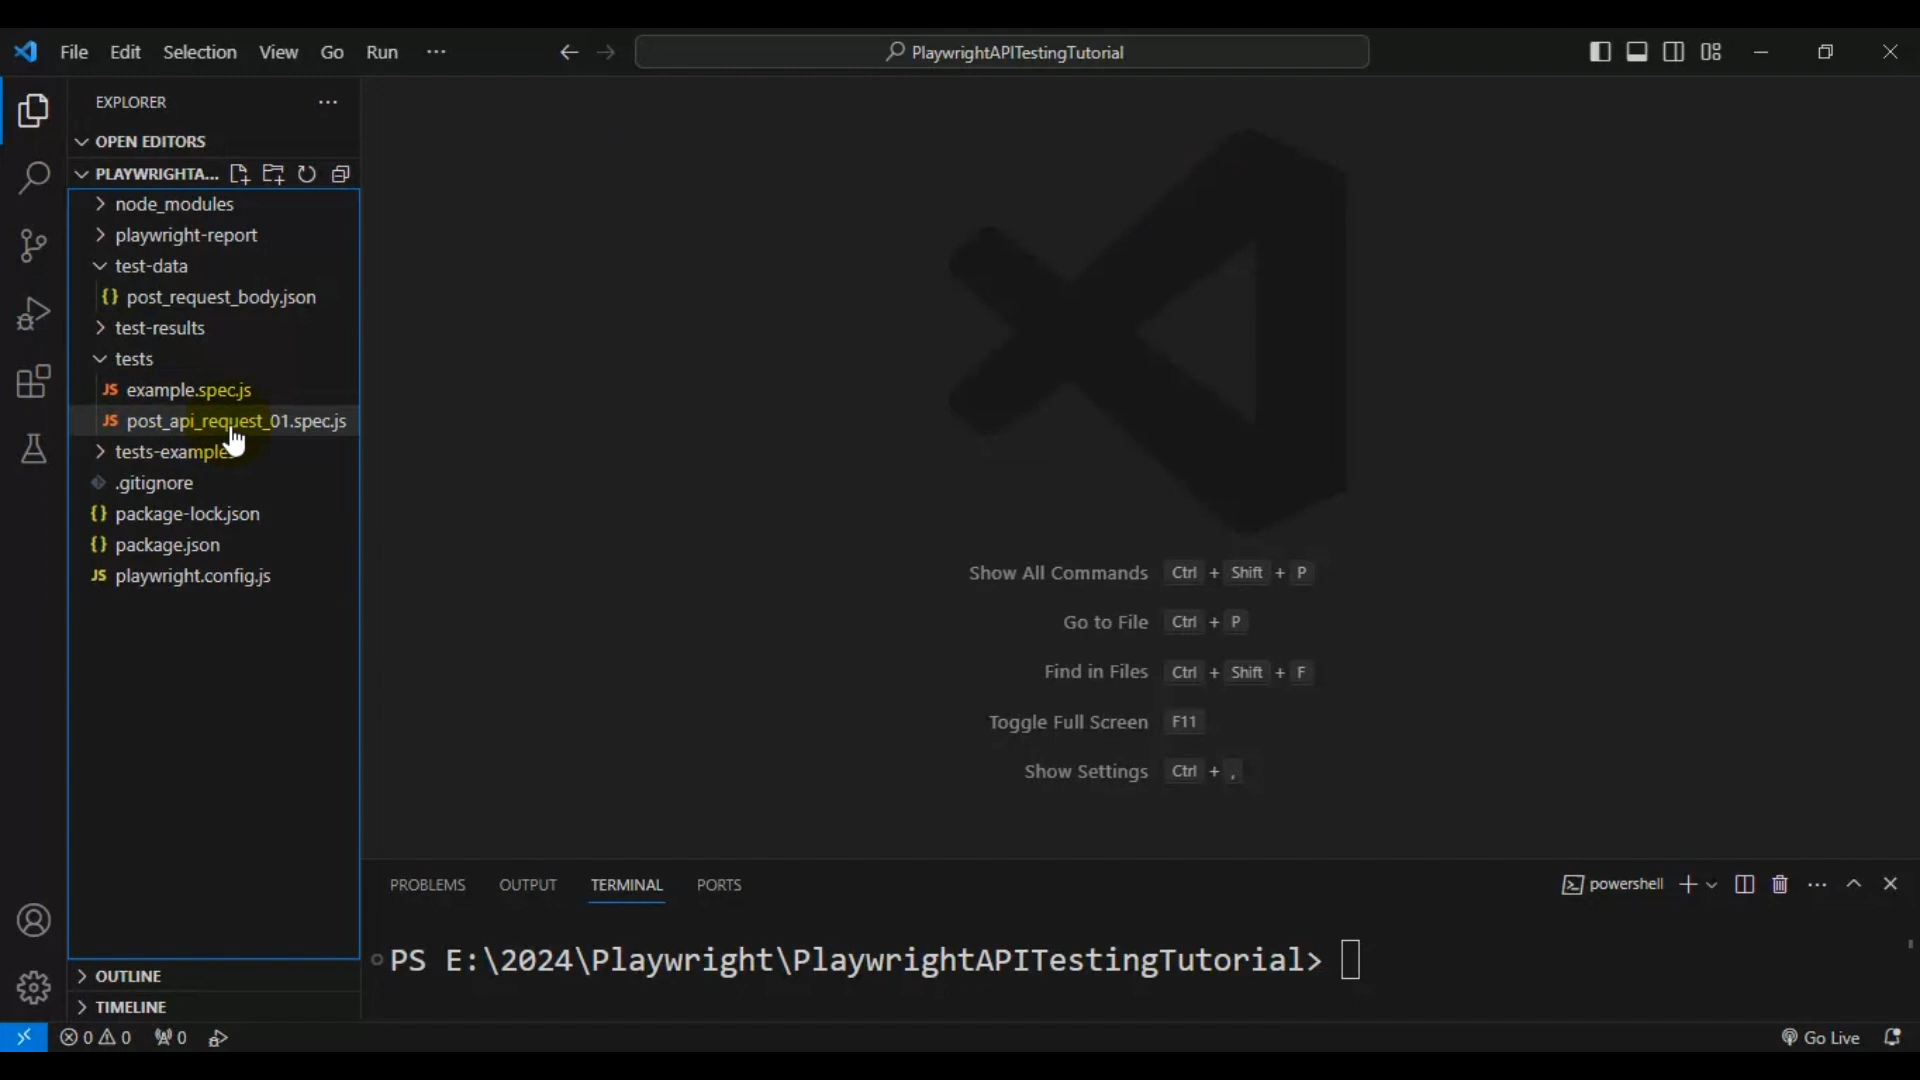 File Edit Selection View Go Run ···
PlaywrightAPITestingTutorial
EXPLORER
OPEN EDITORS
PLAYWRIGHTA...
node_modules
playwright-report
test-data
{} post_request_body.json
test-results
tests
JS example.spec.js
JS post_api_request_01.spec.js
tests-example
.gitignore
{} package-lock.json
{} package.json
JS playwright.config.js
OUTLINE
TIMELINE
Show All Commands Ctrl + Shift + P
Go to File Ctrl + P
Find in Files Ctrl + Shift + F
Toggle Full Screen F11
Show Settings Ctrl + ,
PROBLEMS OUTPUT TERMINAL PORTS
powershell
PS E:\2024\Playwright\PlaywrightAPITestingTutorial>
0 0 0
Go Live